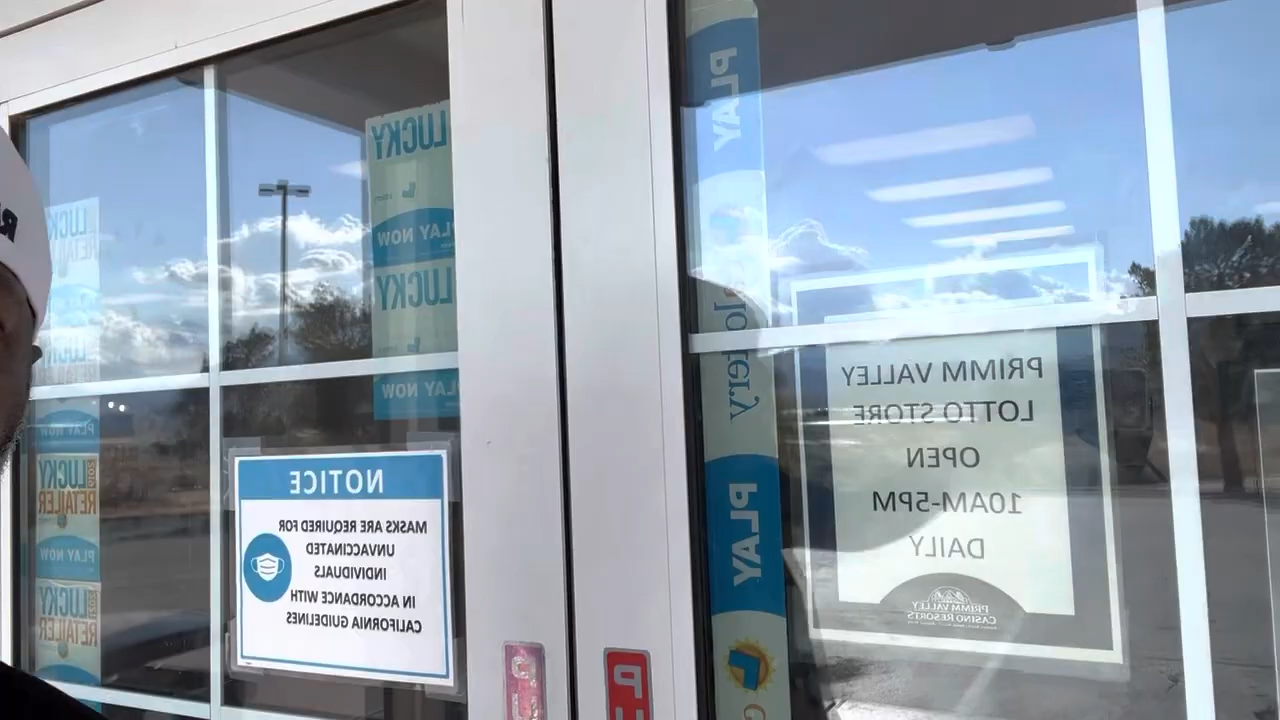 LUCKY
PLAY NOW
LUCKY
PLAY NOW
LUCKY
RETAILER
LUCKY
PLAY NOW
LUCKY
RETAILER
PLAY NOW
LUCKY
RETAILER
NOTICE
MASKS ARE REQUIRED FOR
UNVACCINATED
INDIVIDUALS
IN ACCORDANCE WITH
CALIFORNIA GUIDELINES
PLAY
lottery
PLAY
PRIMM VALLEY
LOTTO STORE
OPEN
10AM-5PM
DAILY
PRIMM VALLEY
CASINO RESORTS